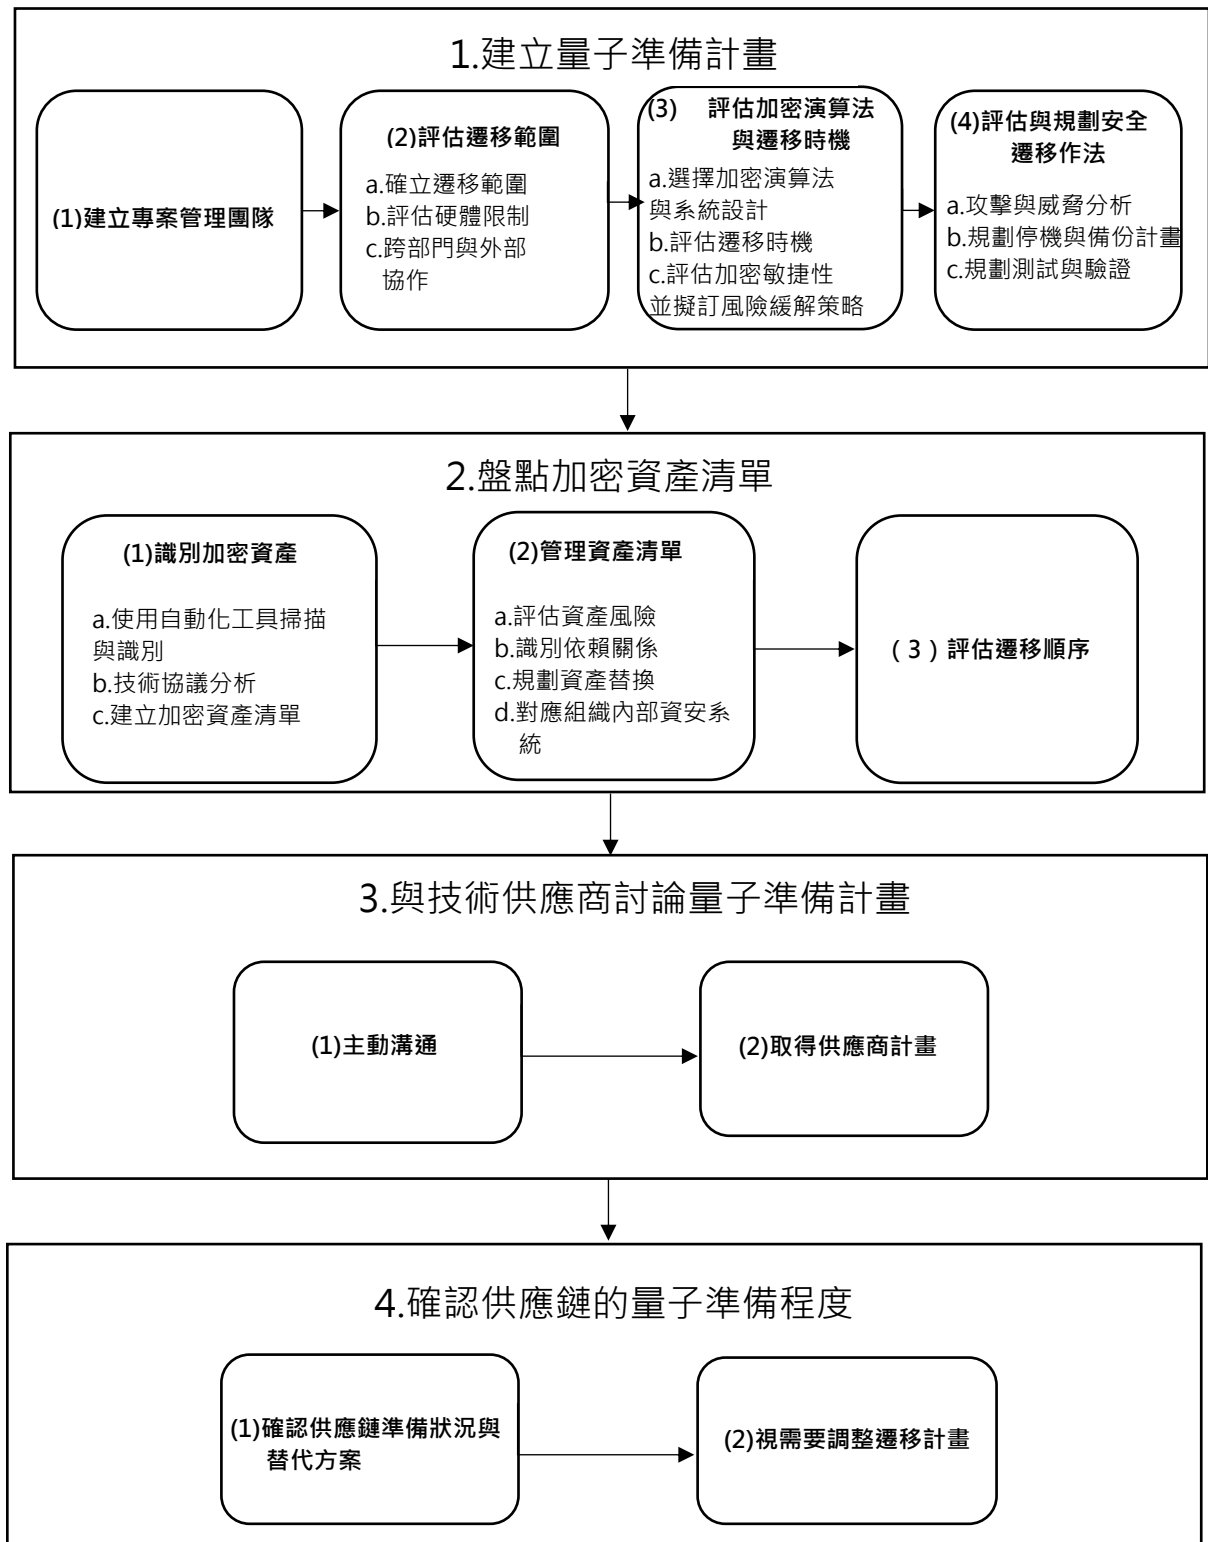 1.建立量子準備計畫
(1)建立專案管理團隊
(2)評估遷移範圍
a.確立遷移範圍
b.評估硬體限制
c.跨部門與外部
協作
(3) 評估加密演算法
與遷移時機
a.選擇加密演算法
與系統設計
b.評估遷移時機
c.評估加密敏捷性
並擬訂風險緩解策略
(4)評估與規劃安全
遷移作法
a.攻擊與威脅分析
b.規劃停機與備份計畫
c.規劃測試與驗證
2.盤點加密資產清單
(1)識別加密資產
a.使用自動化工具掃描
與識別
b.技術協議分析
c.建立加密資產清單
(2)管理資產清單
a.評估資產風險
b.識別依賴關係
c.規劃資產替換
d.對應組織內部資安系
統
（3）評估遷移順序
3.與技術供應商討論量子準備計畫
(1)主動溝通
(2)取得供應商計畫
4.確認供應鏈的量子準備程度
(1)確認供應鏈準備狀況與
替代方案
(2)視需要調整遷移計畫